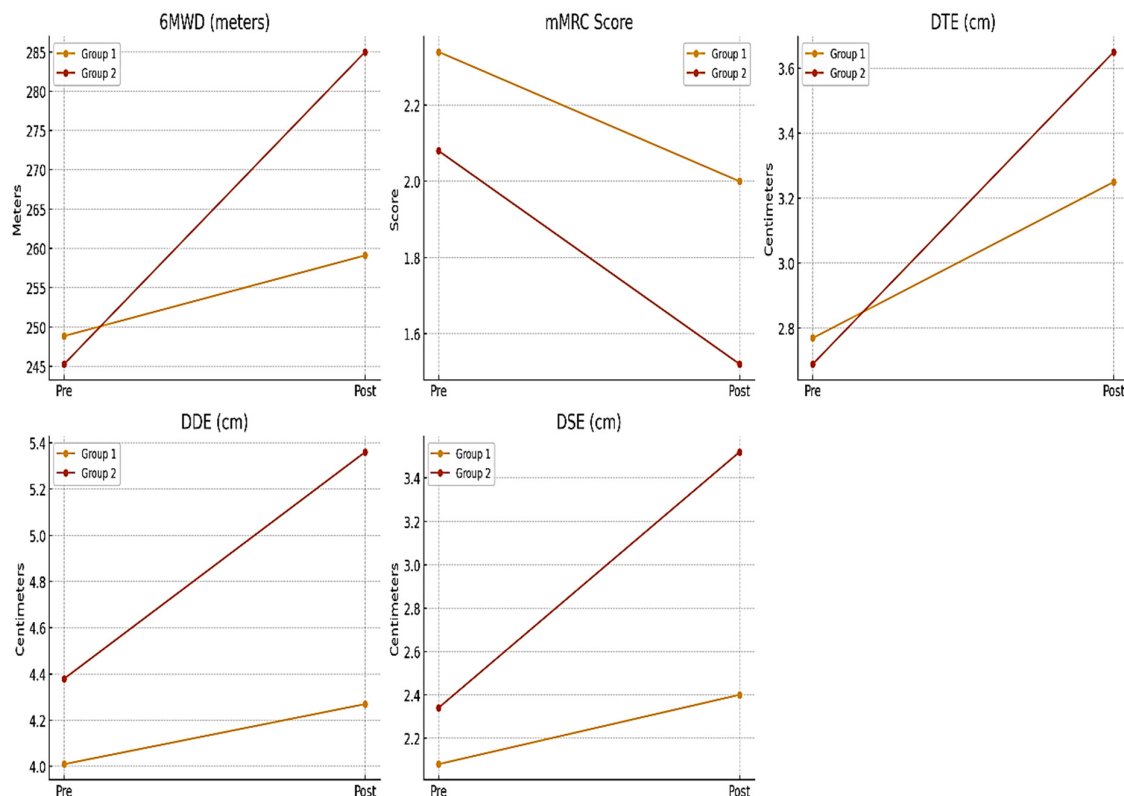 6MWD (meters)
Group 1
Group 2
Meters
285
280
275
270
265
260
255
250
245
Pre
Post
mMRC Score
Group 1
Group 2
Score
2.2
2.0
1.8
1.6
Pre
Post
DTE (cm)
Group 1
Group 2
Centimeters
3.6
3.4
3.2
3.0
2.8
Pre
Post
DDE (cm)
Group 1
Group 2
Centimeters
5.4
5.2
5.0
4.8
4.6
4.4
4.2
4.0
Pre
Post
DSE (cm)
Group 1
Group 2
Centimeters
3.4
3.2
3.0
2.8
2.6
2.4
2.2
Pre
Post